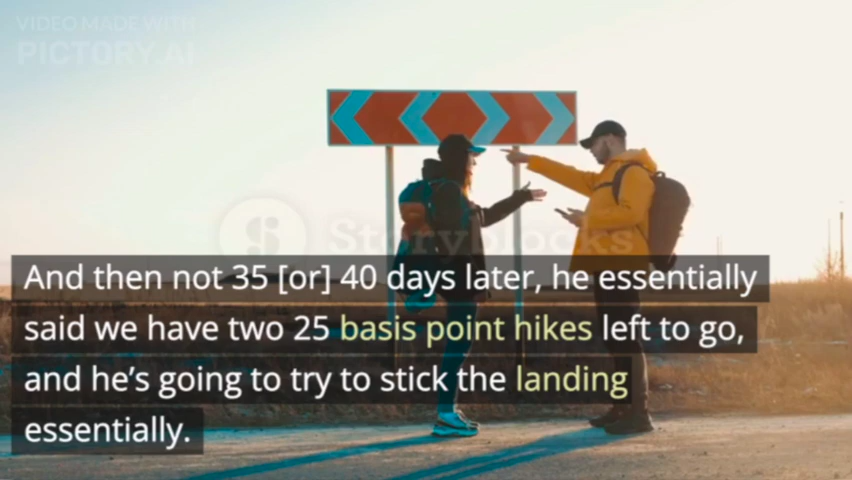 VIDEO MADE WITH
PICTORY.AI
Storyblocks
And then not 35 [or] 40 days later, he essentially
said we have two 25 basis point hikes left to go,
and he's going to try to stick the landing
essentially.